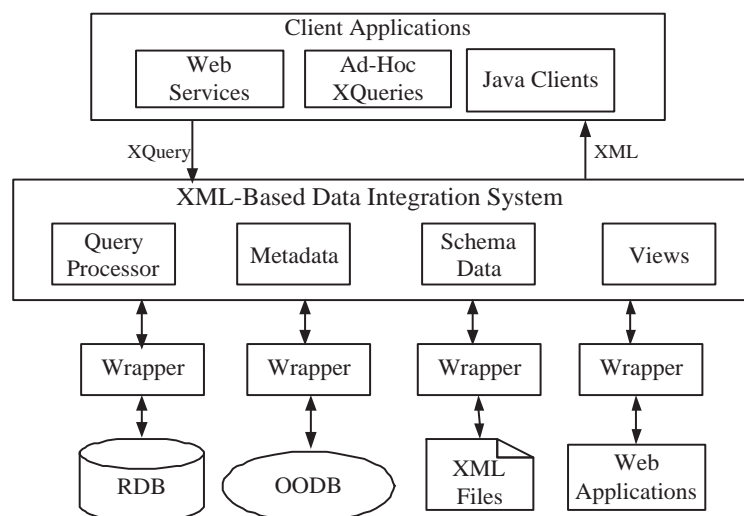 Client Applications
Web
Services
Ad-Hoc
XQueries
Java Clients
XQuery
XML
XML-Based Data Integration System
Query
Processor
Metadata
Schema
Data
Views
Wrapper
Wrapper
Wrapper
Wrapper
RDB
OODB
XML
Files
Web
Applications